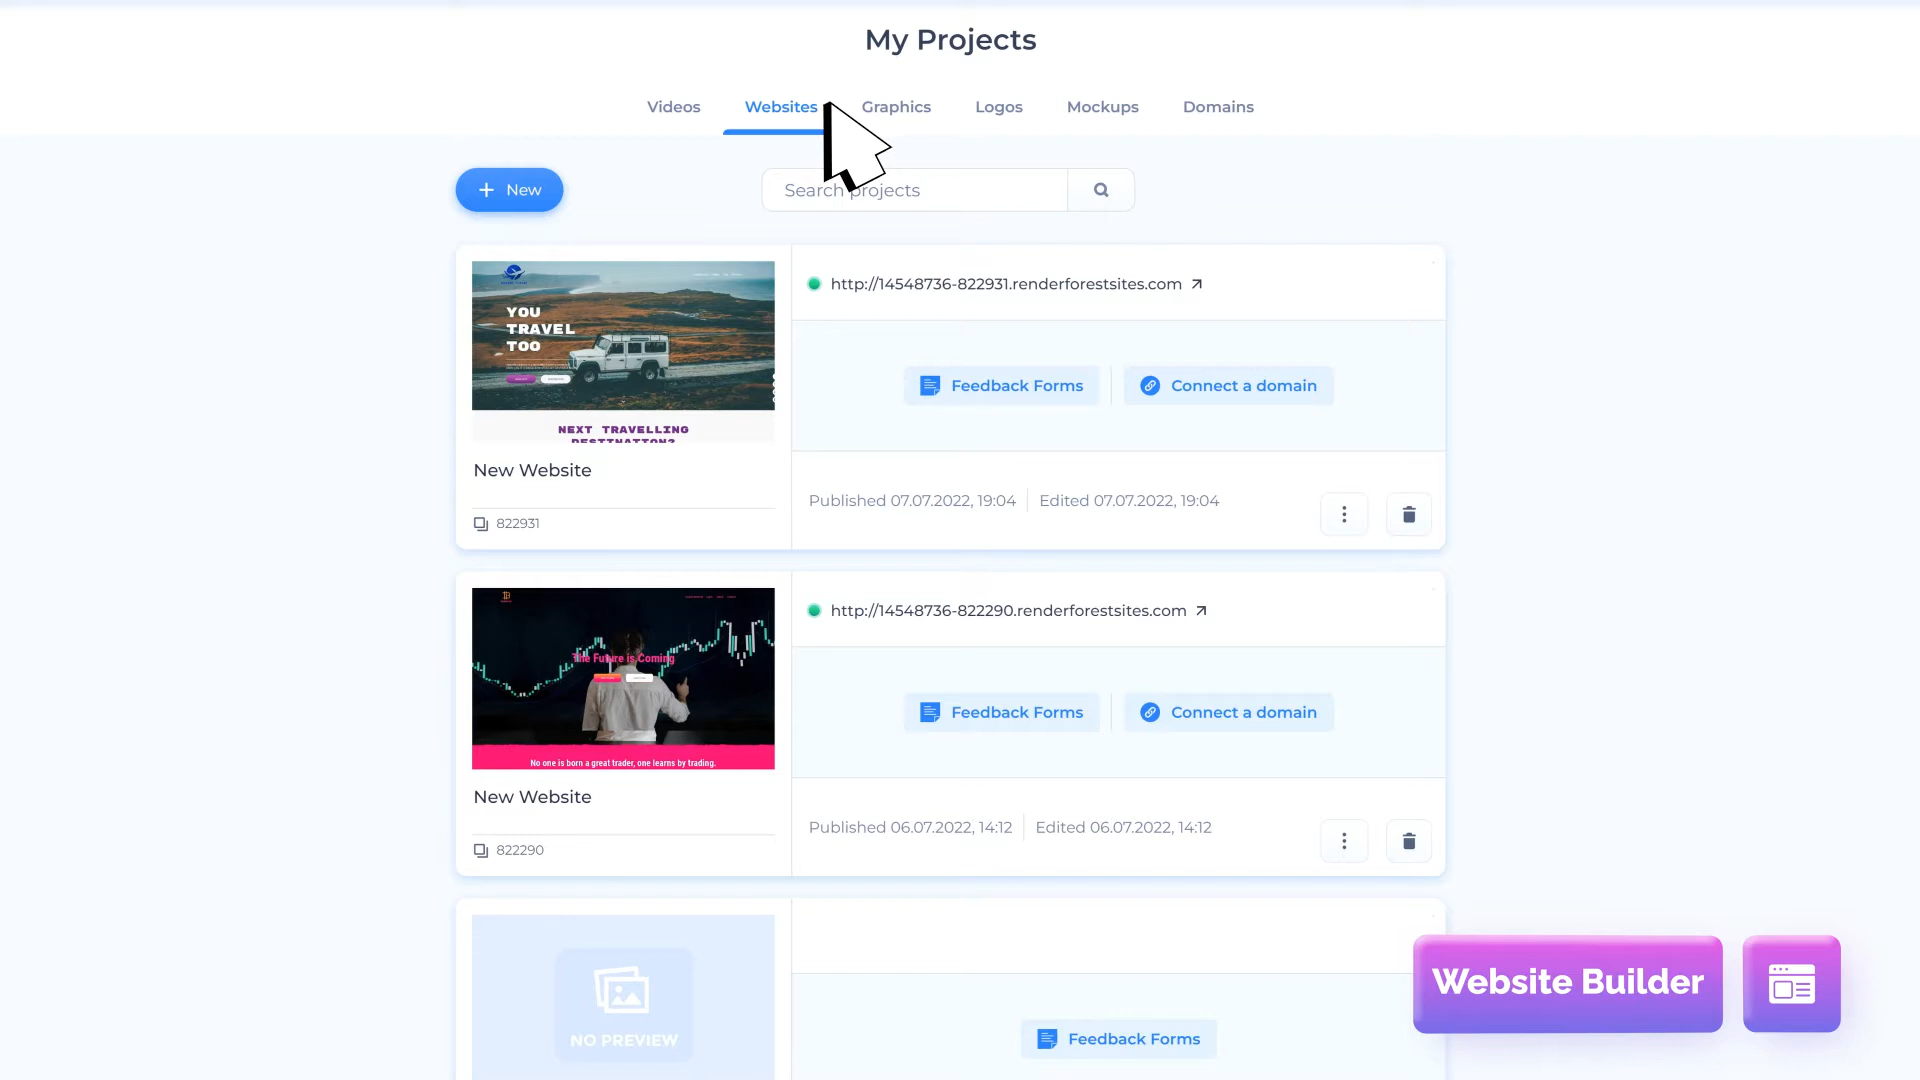 My Projects
Videos
Websites
Graphics
Logos
Mockups
Domains
New
Search projects
YOU
TRAVEL
TOO
NEXT TRAVELLING
DESTINATION?
New Website
822931
http://14548736-822931.renderforestsites.com
Feedback Forms
Connect a domain
Published 07.07.2022, 19:04
Edited 07.07.2022, 19:04
The Future is Coming
No one is born a great trader, one learns by trading.
New Website
822290
http://14548736-822290.renderforestsites.com
Feedback Forms
Connect a domain
Published 06.07.2022, 14:12
Edited 06.07.2022, 14:12
NO PREVIEW
Feedback Forms
Website Builder